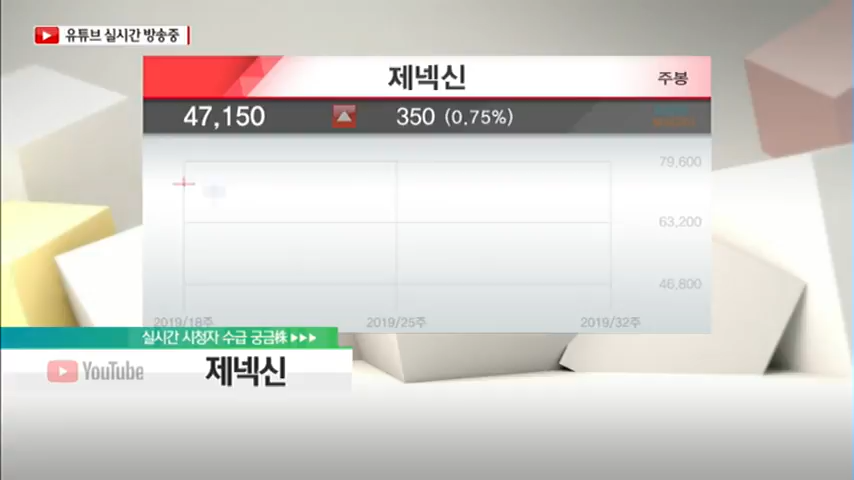 유튜브 실시간 방송중
제넥신 주봉
47,150 350 (0.75%)
79,600
63,200
46,800
2019/18주 2019/25주 2019/32주
실시간 시청자 수급 궁금株▶▶▶
YouTube 제넥신